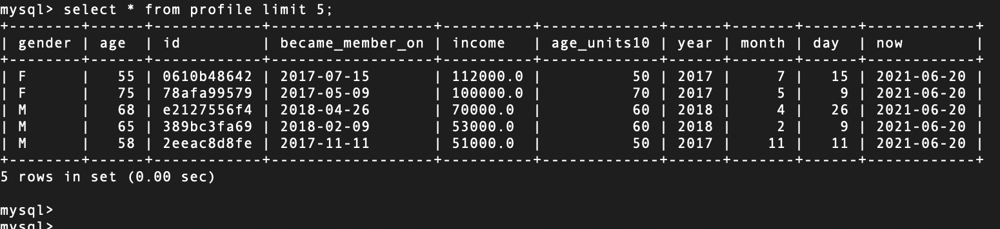 mysql> select * from profile limit 5;
+--------+------+------------+------------------+----------+-------------+------+-------+------+------------+
| gender | age  | id         | became_member_on | income   | age_units10 | year | month | day  | now        |
+--------+------+------------+------------------+----------+-------------+------+-------+------+------------+
| F      |   55 | 0610b48642 | 2017-07-15       | 112000.0 |          50 | 2017 |     7 |   15 | 2021-06-20 |
| F      |   75 | 78afa99579 | 2017-05-09       | 100000.0 |          70 | 2017 |     5 |    9 | 2021-06-20 |
| M      |   68 | e2127556f4 | 2018-04-26       | 70000.0  |          60 | 2018 |     4 |   26 | 2021-06-20 |
| M      |   65 | 389bc3fa69 | 2018-02-09       | 53000.0  |          60 | 2018 |     2 |    9 | 2021-06-20 |
| M      |   58 | 2eeac8d8fe | 2017-11-11       | 51000.0  |          50 | 2017 |    11 |   11 | 2021-06-20 |
+--------+------+------------+------------------+----------+-------------+------+-------+------+------------+
5 rows in set (0.00 sec)
mysql>
mysql>